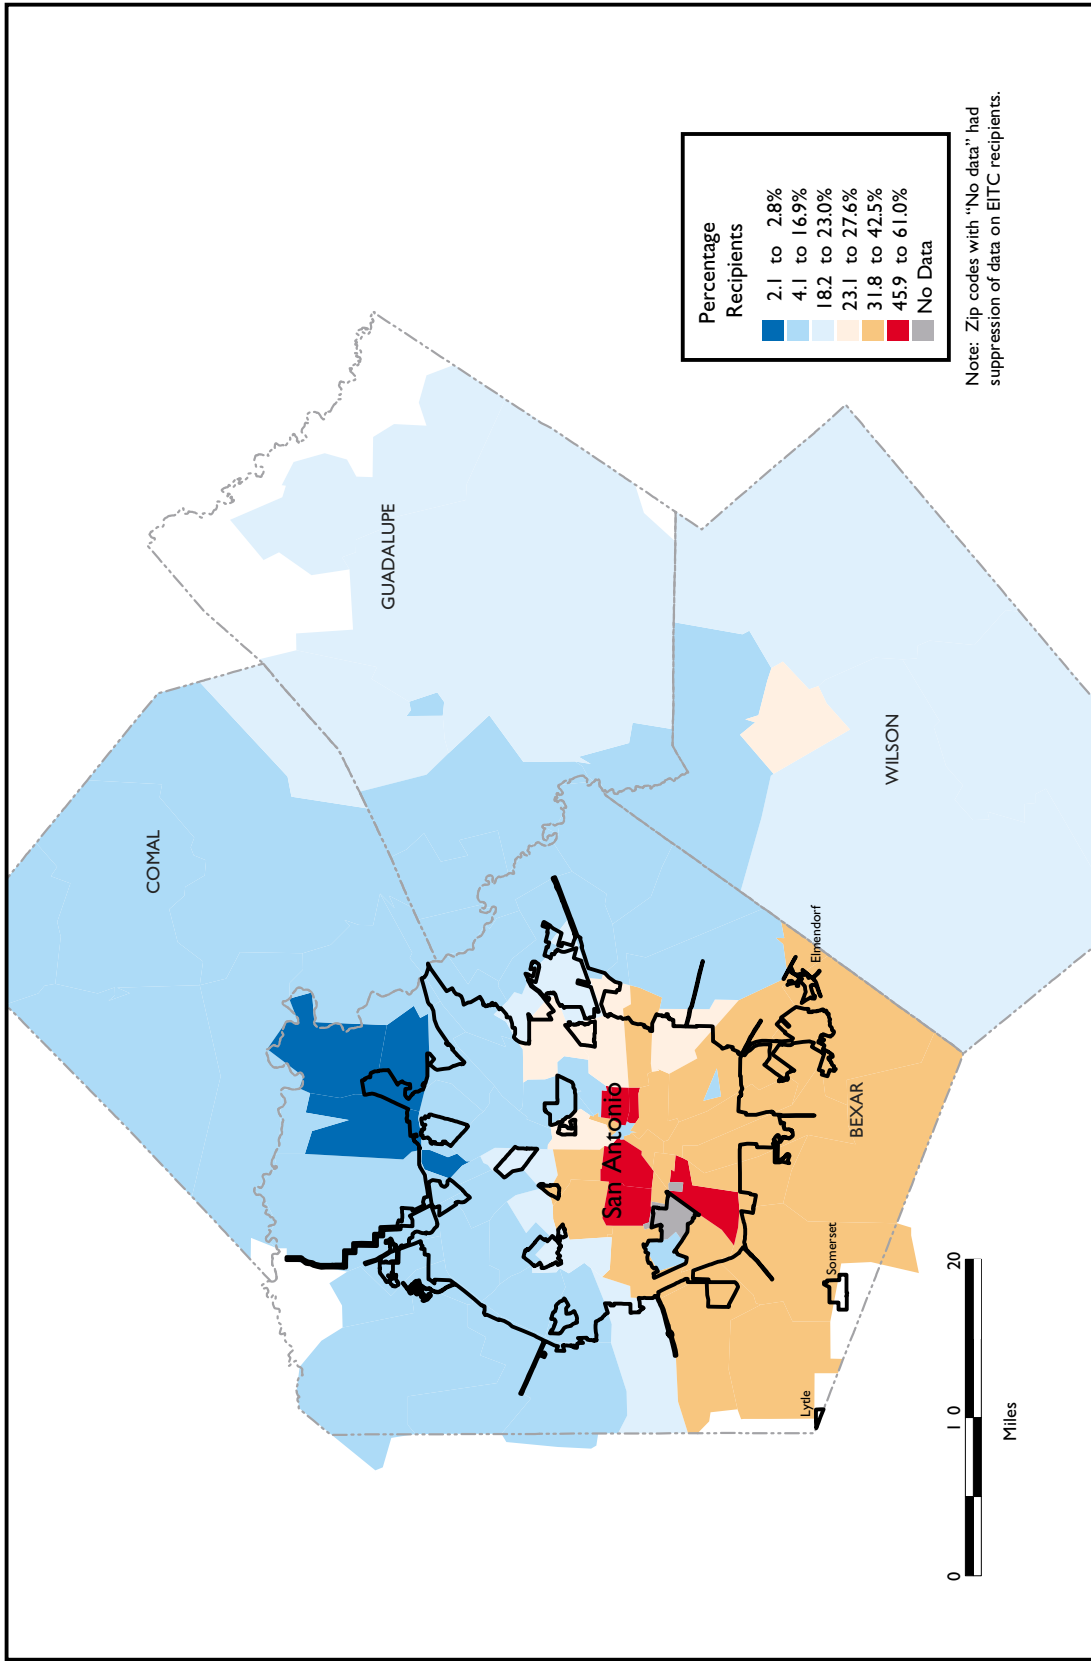 COMAL
GUADALUPE
WILSON
BEXAR
San Antonio
Elmendorf
Somerset
Lytle
Percentage
Recipients
2.1 to 2.8%
4.1 to 16.9%
18.2 to 23.0%
23.1 to 27.6%
31.8 to 42.5%
45.9 to 61.0%
No Data
Note: Zip codes with “No data” had
suppression of data on EITC recipients.
0 1 0 20
Miles